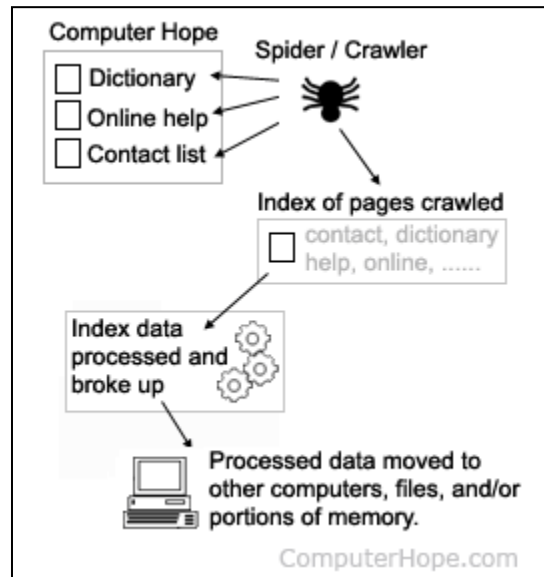 Computer Hope
Spider / Crawler
Dictionary
Online help
Contact list
Index of pages crawled
contact, dictionary
help, online, ......
Index data
processed and
broke up
Processed data moved to
other computers, files, and/or
portions of memory.
ComputerHope.com